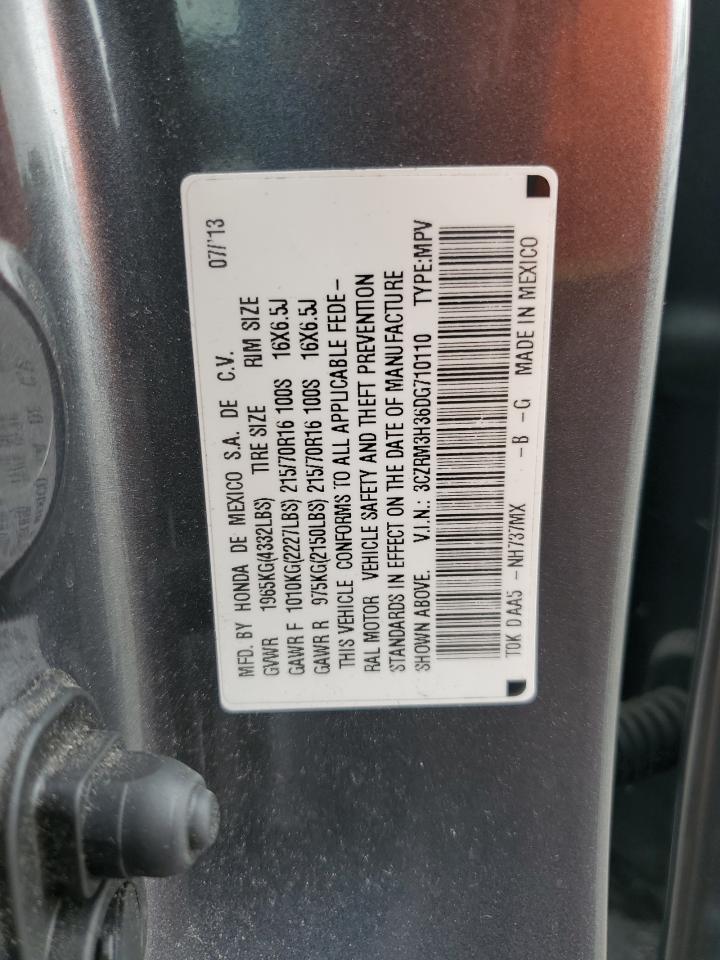 MFD. BY HONDA DE MEXICO S.A. DE C.V. 07/'13
GVWR 1965KG(4332LBS) TIRE SIZE RIM SIZE
GAWR F 1010KG(2227LBS) 215/70R16 100S 16X6.5J
GAWR R 975KG(2150LBS) 215/70R16 100S 16X6.5J
THIS VEHICLE CONFORMS TO ALL APPLICABLE FEDE-
RAL MOTOR VEHICLE SAFETY AND THEFT PREVENTION
STANDARDS IN EFFECT ON THE DATE OF MANUFACTURE
SHOWN ABOVE. V.I.N.: 3CZRM3H36DG710110 TYPE:MPV
T0K D AA5 -NH737MX -B -G MADE IN MEXICO